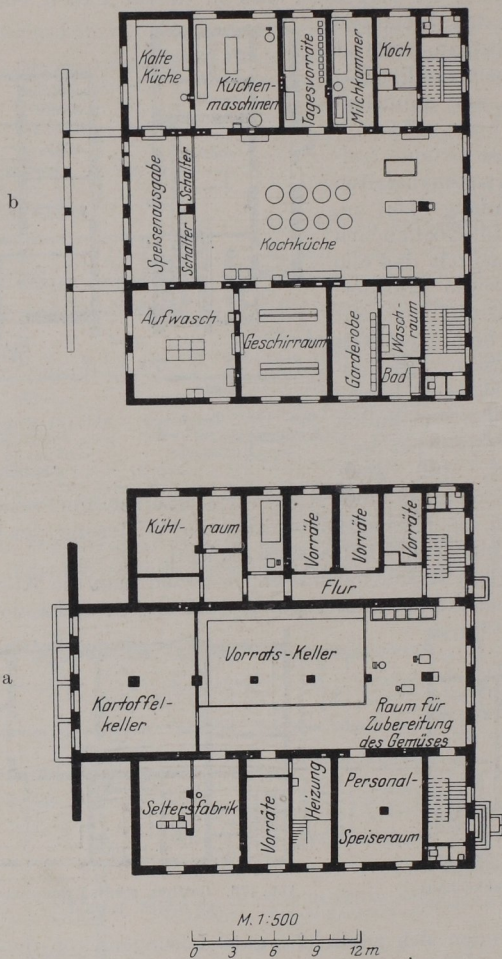 b
Kalte
Küche
Küchen-
maschinen
Tagesvorräte
Milchkammer
Koch
Speisenausgabe
Schalter
Schalter
Kochküche
Aufwasch
Geschirraum
Garderobe
Wasch-
raum
Bad
a
Kühl-
raum
Vorräte
Vorräte
Vorräte
Flur
Vorrats-Keller
Kartoffel-
keller
Raum für
Zubereitung
des Gemüses
Seltersfabrik
Vorräte
Heizung
Personal-
Speiseraum
M. 1:500
0 3 6 9 12 m